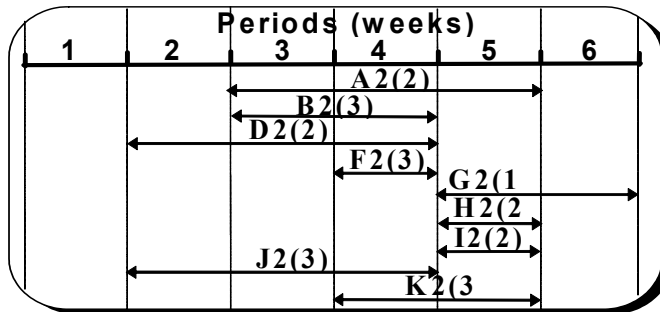 Periods (weeks)
1 2 3 4 5 6
A2(2)
B2(3)
D2(2)
F2(3)
G2(1
H2(2
I2(2)
J2(3)
K2(3